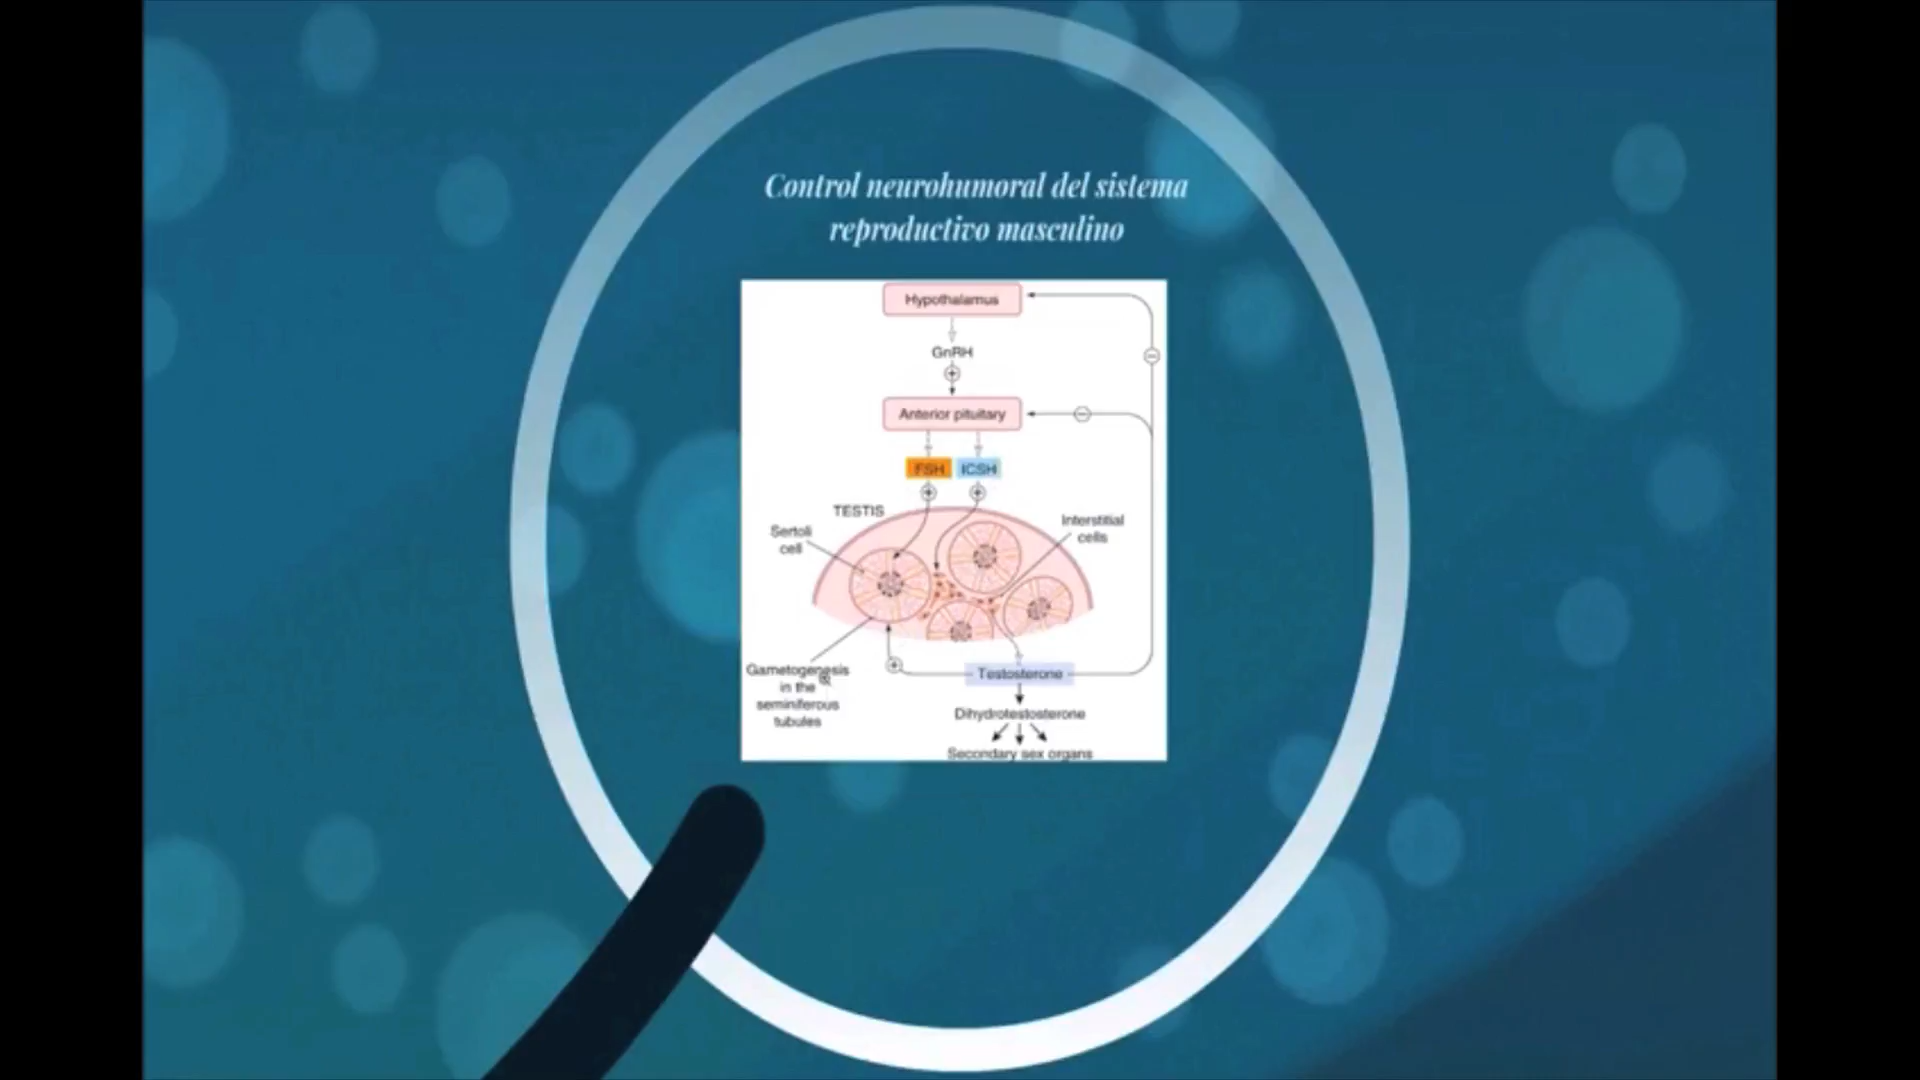 Control neurohumoral del sistema
reproductivo masculino
Hypothalamus
GnRH
Anterior pituitary
FSH ICSH
TESTIS
Sertoli
cell
Interstitial
cells
Gametogenesis
in the
seminiferous
tubules
Testosterone
Dihydrotestosterone
Secondary sex organs